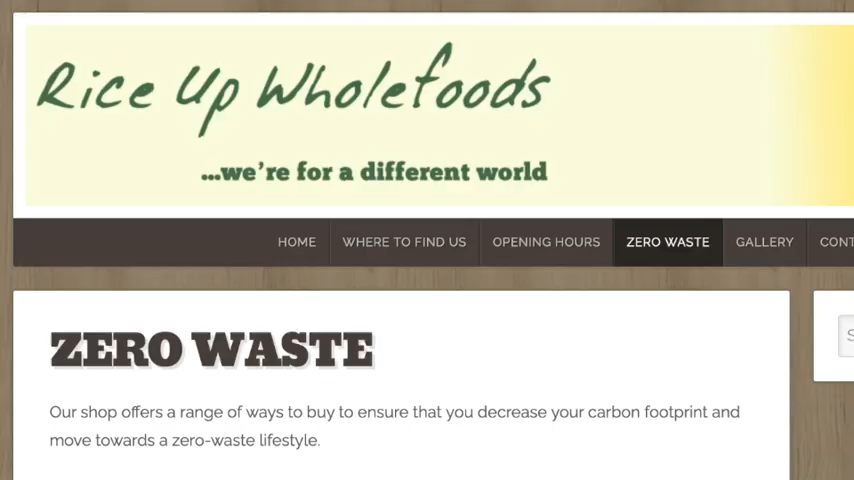 Rice Up Wholefoods
...we're for a different world
HOME WHERE TO FIND US OPENING HOURS ZERO WASTE GALLERY CONT
ZERO WASTE
S
Our shop offers a range of ways to buy to ensure that you decrease your carbon footprint and
move towards a zero-waste lifestyle.